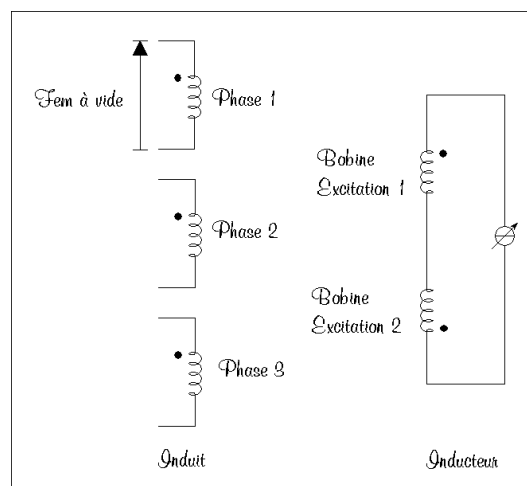 Fem à vide
Phase 1
Phase 2
Phase 3
Induit
Bobine
Excitation 1
Bobine
Excitation 2
Inducteur